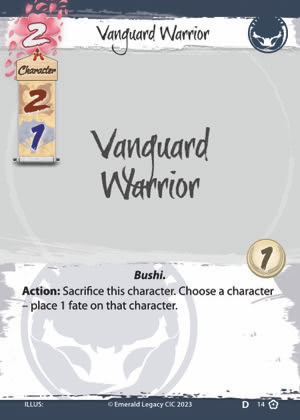 2
Vanguard Warrior
Character
2
1
Vanguard
Warrior
1
Bushi.
Action: Sacrifice this character. Choose a character
– place 1 fate on that character.
ILLUS:
© Emerald Legacy CIC 2023
D 14